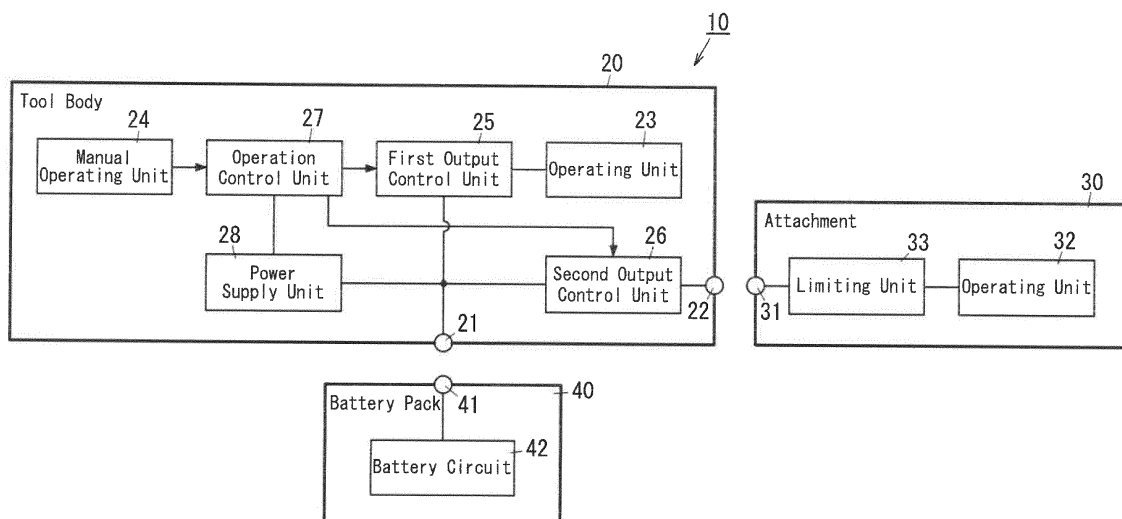 10
20
Tool Body
24
27
25
23
Manual
Operating Unit
Operation
Control Unit
First Output
Control Unit
Operating Unit
28
26
Power
Supply Unit
Second Output
Control Unit
22
21
30
Attachment
33
32
31
Limiting Unit
Operating Unit
41
40
Battery Pack
42
Battery Circuit